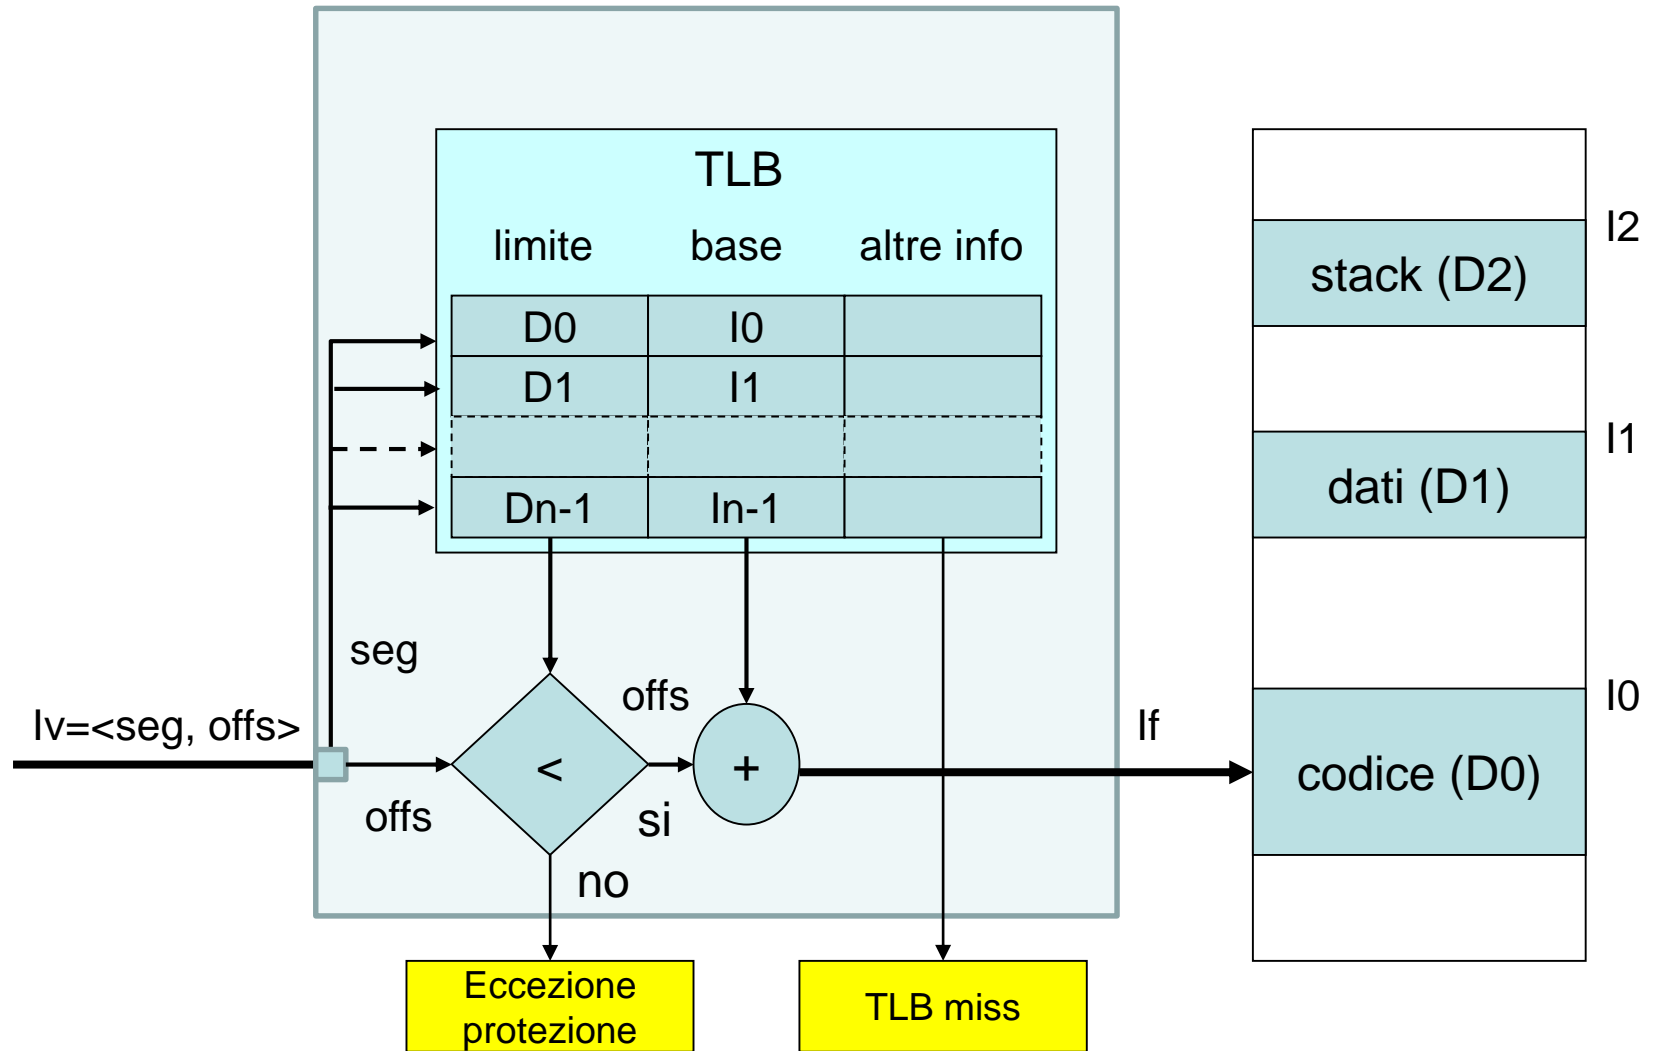 TLB
limite base altre info
D0 I0
D1 I1
Dn-1 In-1
seg
Iv=<seg, offs>
offs
<
offs
si
+
no
If
Eccezione
protezione
TLB miss
I2
stack (D2)
I1
dati (D1)
I0
codice (D0)